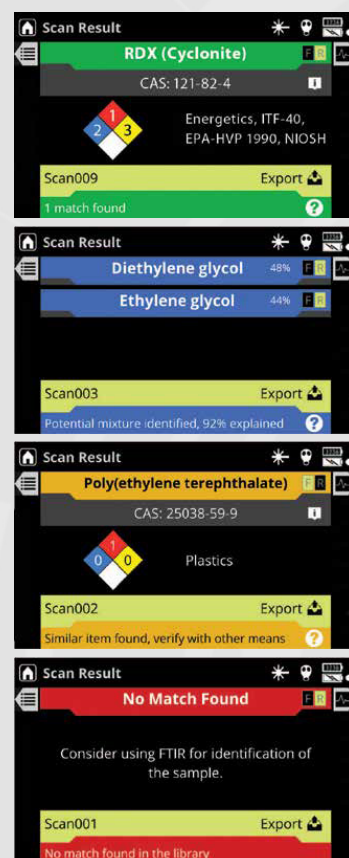 Scan Result
RDX (Cyclonite) F R
CAS: 121-82-4 i
1
2 3
Energetics, ITF-40,
EPA-HVP 1990, NIOSH
Scan009 Export
1 match found ?
Scan Result
Diethylene glycol 48% F R
Ethylene glycol 44% F R
Scan003 Export
Potential mixture identified, 92% explained ?
Scan Result
Poly(ethylene terephthalate) F R
CAS: 25038-59-9 i
1
0 0
Plastics
Scan002 Export
Similar item found, verify with other means ?
Scan Result
No Match Found F R
Consider using FTIR for identification of
the sample.
Scan001 Export
No match found in the library